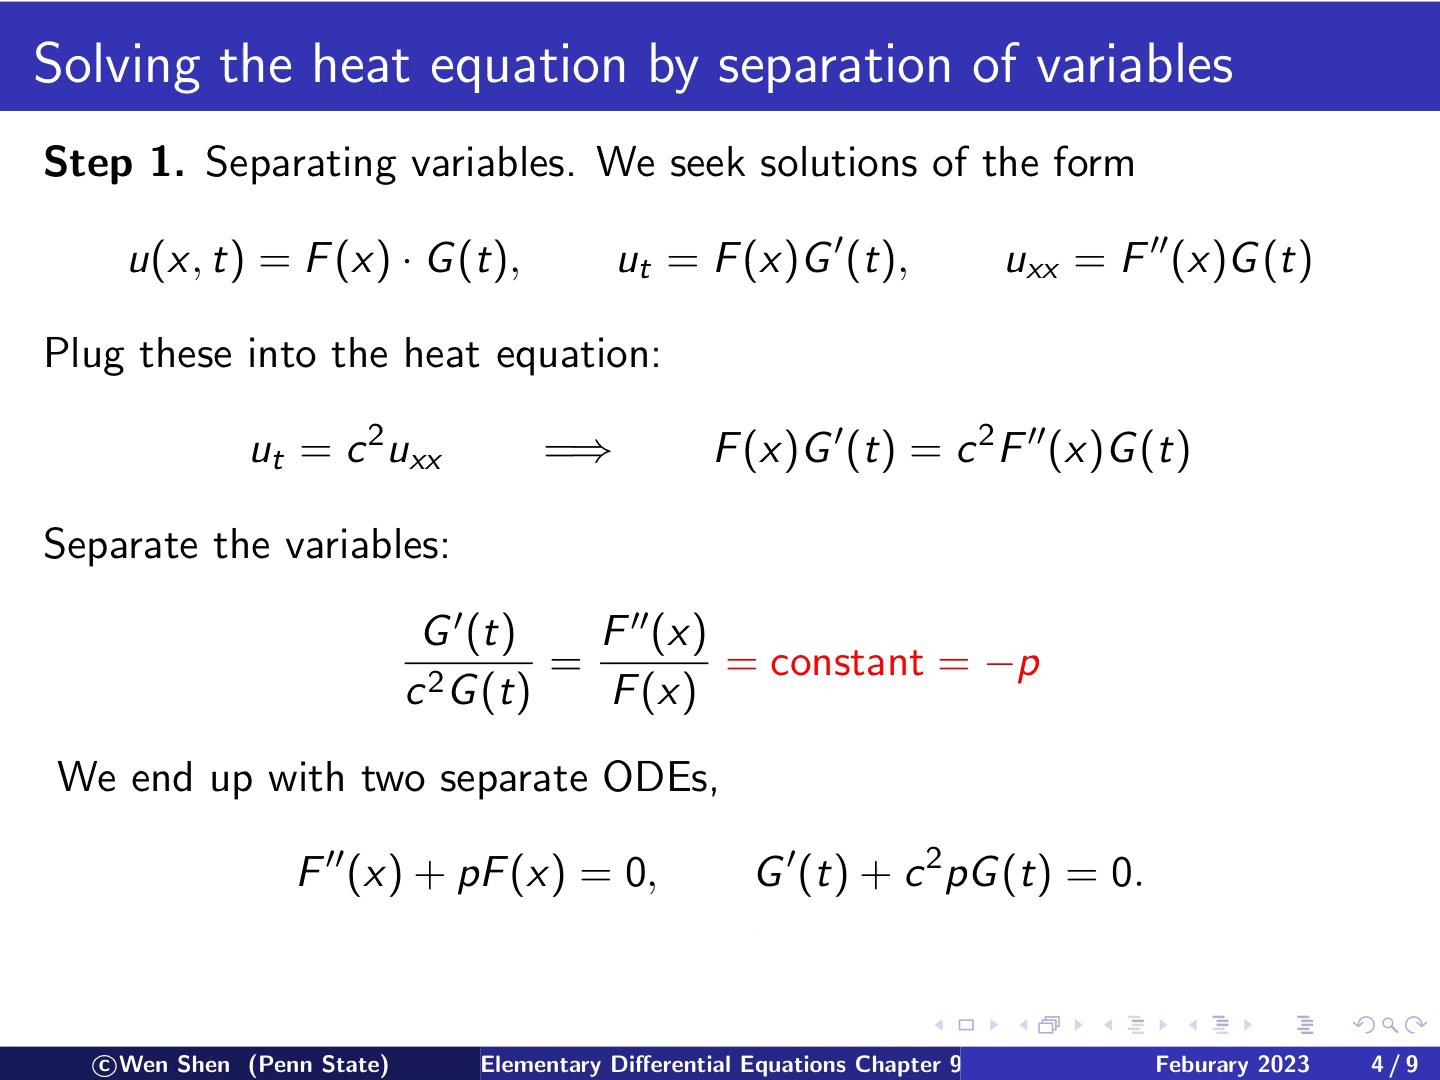 Solving the heat equation by separation of variables
Step 1. Separating variables. We seek solutions of the form
u(x, t) = F(x) · G(t), u_t = F(x)G′(t), u_xx = F′′(x)G(t)
Plug these into the heat equation:
u_t = c²u_xx ⟹ F(x)G′(t) = c²F′′(x)G(t)
Separate the variables:
G′(t)/c²G(t) = F′′(x)/F(x) = constant = −p
We end up with two separate ODEs,
F′′(x) + pF(x) = 0, G′(t) + c²pG(t) = 0.
©Wen Shen (Penn State) Elementary Differential Equations Chapter 9 Feburary 2023 4 / 9